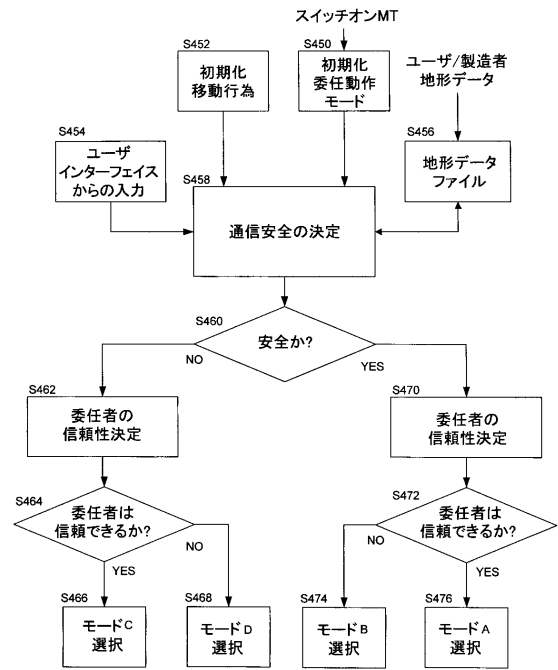 スイッチオンMT
S452
初期化
移動行為
S450
初期化
委任動作
モード
ユーザ/製造者
地形データ
S454
ユーザ
インターフェイス
からの入力
S456
地形データ
ファイル
S458
通信安全の決定
S460
安全か?
NO
YES
S462
委任者の
信頼性決定
S470
委任者の
信頼性決定
S464
委任者は
信頼できるか?
NO
YES
S472
委任者は
信頼できるか?
NO
YES
S466
モードC
選択
S468
モードD
選択
S474
モードB
選択
S476
モードA
選択